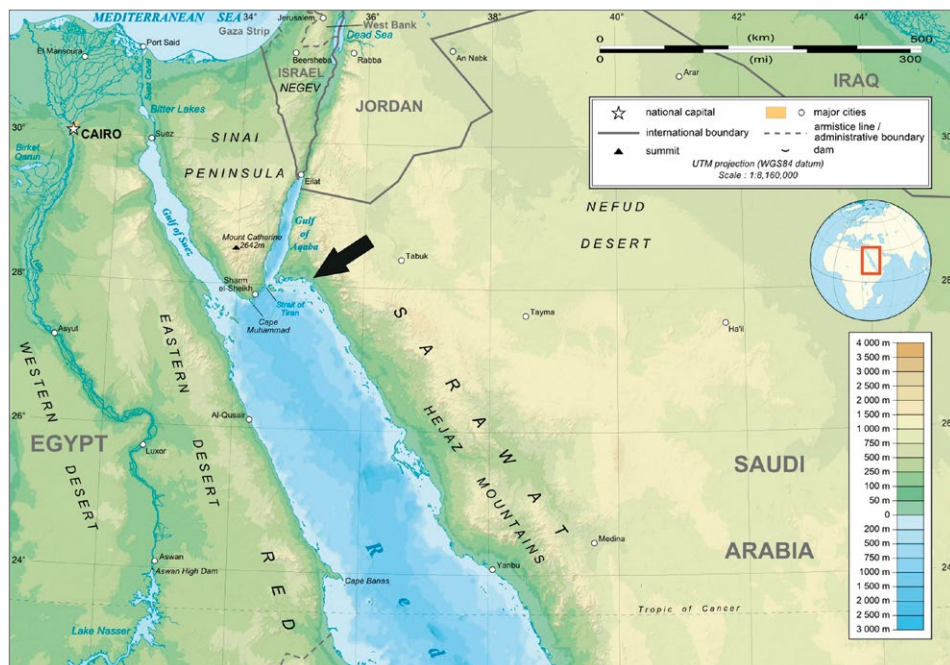 MEDITERRANEAN SEA
34
Jerusalem
36
38
40
42
44
Gaza Strip
West Bank
Dead Sea
El Mansoura
Port Said
Suez Canal
Beersheba
Rabba
An Nabk
ISRAEL
NEGEV
JORDAN
Arar
IRAQ
0
(km)
500
0
(mi)
300
national capital
major cities
international boundary
armistice line /
administrative boundary
summit
dam
UTM projection (WGS84 datum)
Scale : 1:8,160,000
30
CAIRO
Bitter Lakes
Suez
SINAI
PENINSULA
Birket
Qarun
Eilat
Gulf of Suez
Gulf
of
Aqaba
Mount Catherine
2642m
NEFUD
DESERT
28
Tabuk
28
Sharm
el-Sheikh
Strait of
Tiran
Cape
Muhammad
Tayma
Ha'il
Asyut
WESTERN
DESERT
EASTERN
DESERT
SARAWAT
HEJAZ
MOUNTAINS
26
Al-Qusair
26
EGYPT
Luxor
SAUDI
ARABIA
Medina
24
Aswan
Aswan High Dam
Cape Banas
Yanbu
24
RED
Red
Lake Nasser
Tropic of Cancer
4 000 m
3 500 m
3 000 m
2 500 m
2 000 m
1 500 m
1 000 m
750 m
500 m
250 m
100 m
50 m
0
200 m
500 m
750 m
1 000 m
1 500 m
2 000 m
2 500 m
3 000 m